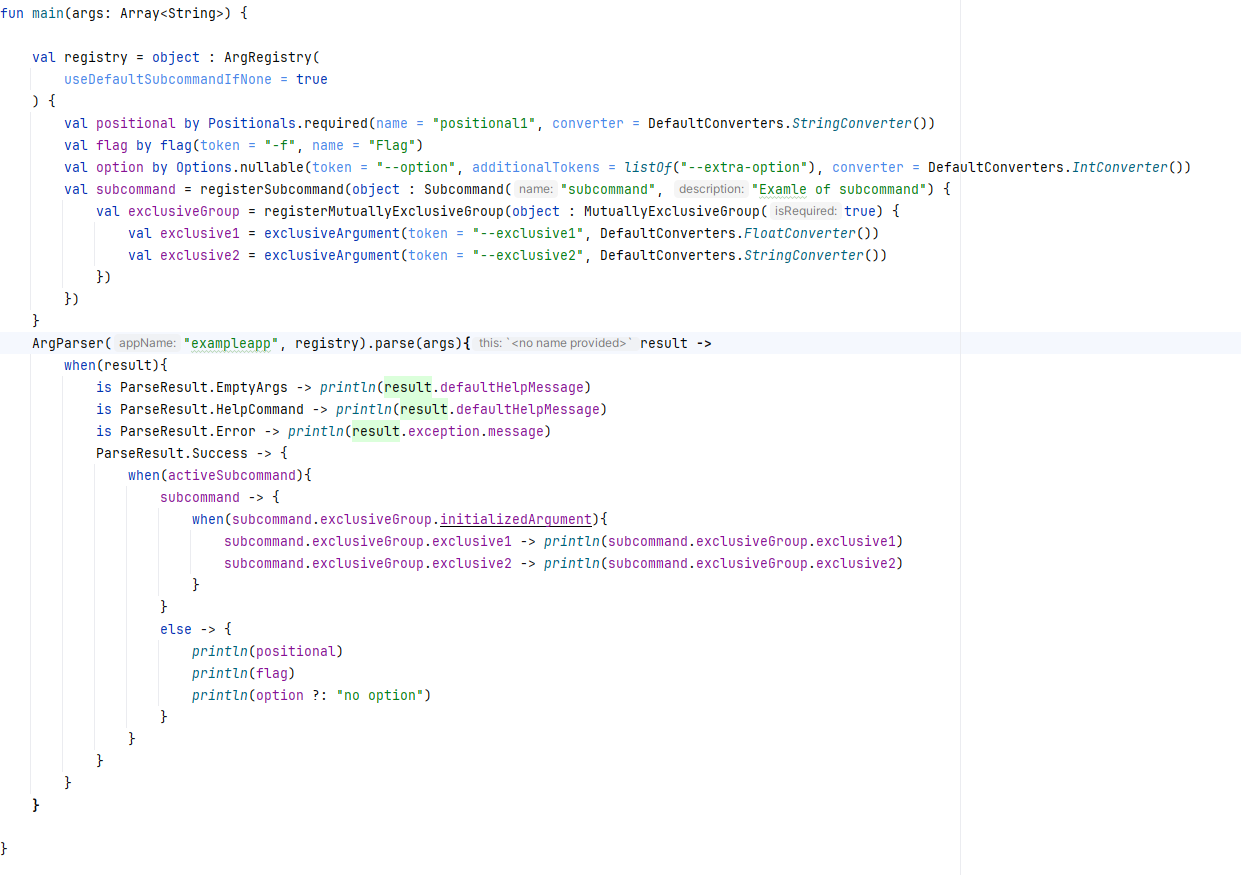 fun main(args: Array<String>) {
val registry = object : ArgRegistry(
useDefaultSubcommandIfNone = true
) {
val positional by Positionals.required(name = "positional1", converter = DefaultConverters.StringConverter())
val flag by flag(token = "-f", name = "Flag")
val option by Options.nullable(token = "--option", additionalTokens = listOf("--extra-option"), converter = DefaultConverters.IntConverter())
val subcommand = registerSubcommand(object : Subcommand( name: "subcommand", description: "Examle of subcommand") {
val exclusiveGroup = registerMutuallyExclusiveGroup(object : MutuallyExclusiveGroup( isRequired: true) {
val exclusive1 = exclusiveArgument(token = "--exclusive1", DefaultConverters.FloatConverter())
val exclusive2 = exclusiveArgument(token = "--exclusive2", DefaultConverters.StringConverter())
})
})
}
ArgParser( appName: "exampleapp", registry).parse(args){ this: `<no name provided>` result ->
when(result){
is ParseResult.EmptyArgs -> println(result.defaultHelpMessage)
is ParseResult.HelpCommand -> println(result.defaultHelpMessage)
is ParseResult.Error -> println(result.exception.message)
ParseResult.Success -> {
when(activeSubcommand){
subcommand -> {
when(subcommand.exclusiveGroup.initializedArgument){
subcommand.exclusiveGroup.exclusive1 -> println(subcommand.exclusiveGroup.exclusive1)
subcommand.exclusiveGroup.exclusive2 -> println(subcommand.exclusiveGroup.exclusive2)
}
}
else -> {
println(positional)
println(flag)
println(option ?: "no option")
}
}
}
}
}
}